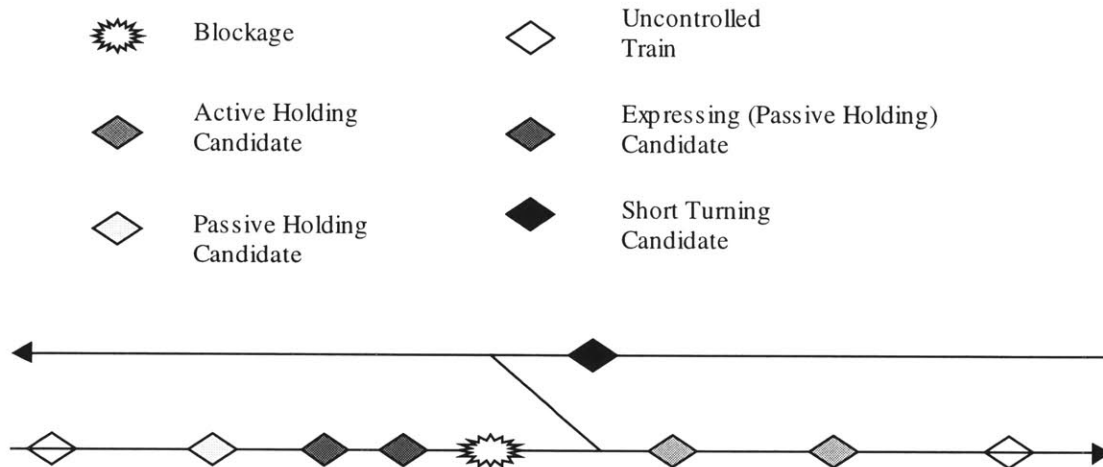 Blockage
Uncontrolled
Train
Active Holding
Candidate
Expressing (Passive Holding)
Candidate
Passive Holding
Candidate
Short Turning
Candidate